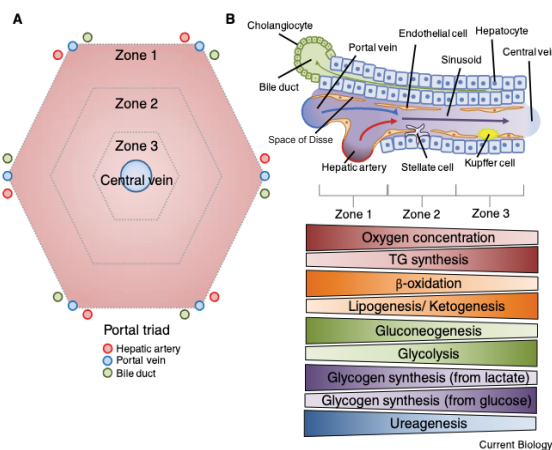 A
Zone 1
Zone 2
Zone 3
Central vein
Portal triad
Hepatic artery
Portal vein
Bile duct
B
Cholangiocyte
Portal vein
Endothelial cell
Hepatocyte
Sinusoid
Central vei
Bile duct
Space of Disse
Hepatic artery
Stellate cell
Kupffer cell
Zone 1
Zone 2
Zone 3
Oxygen concentration
TG synthesis
β-oxidation
Lipogenesis/ Ketogenesis
Gluconeogenesis
Glycolysis
Glycogen synthesis (from lactate)
Glycogen synthesis (from glucose)
Ureagenesis
Current Biology